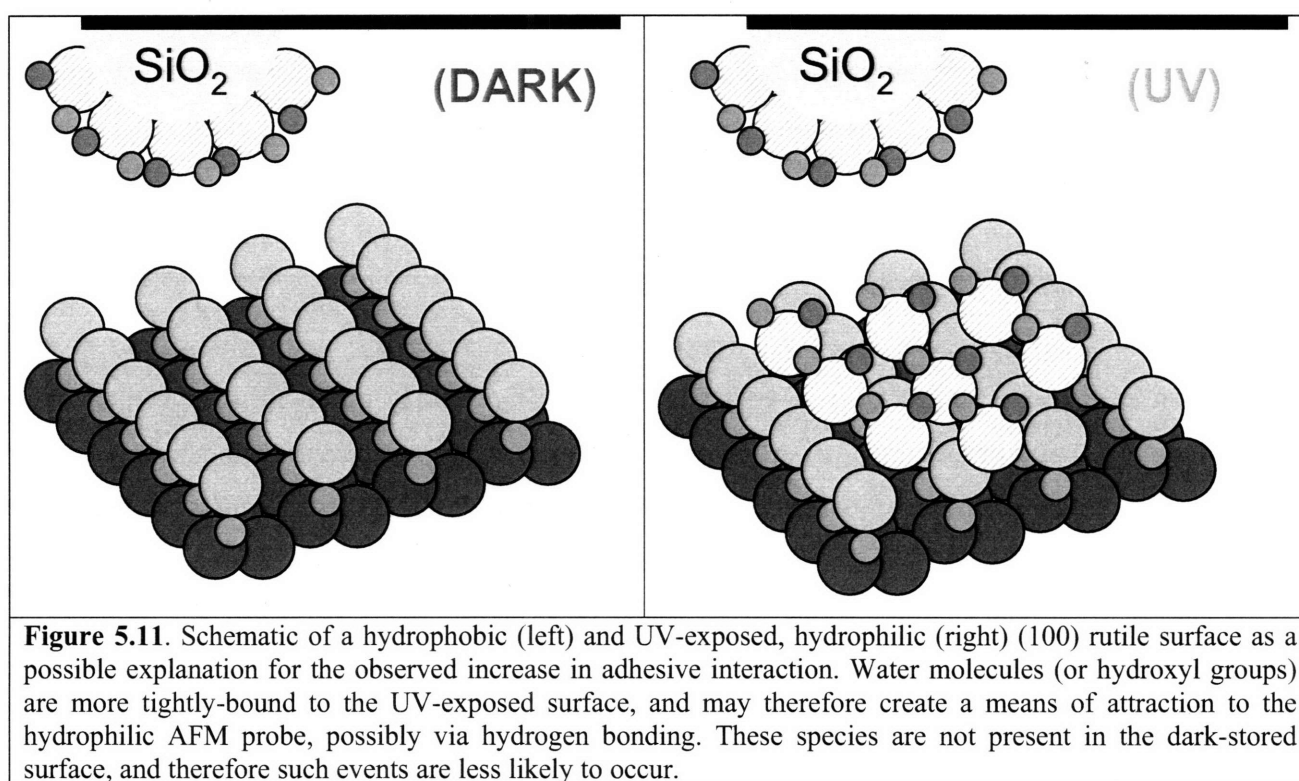 SiO2
(DARK)
SiO2
(UV)
Figure 5.11. Schematic of a hydrophobic (left) and UV-exposed, hydrophilic (right) (100) rutile surface as a
possible explanation for the observed increase in adhesive interaction. Water molecules (or hydroxyl groups)
are more tightly-bound to the UV-exposed surface, and may therefore create a means of attraction to the
hydrophilic AFM probe, possibly via hydrogen bonding. These species are not present in the dark-stored
surface, and therefore such events are less likely to occur.